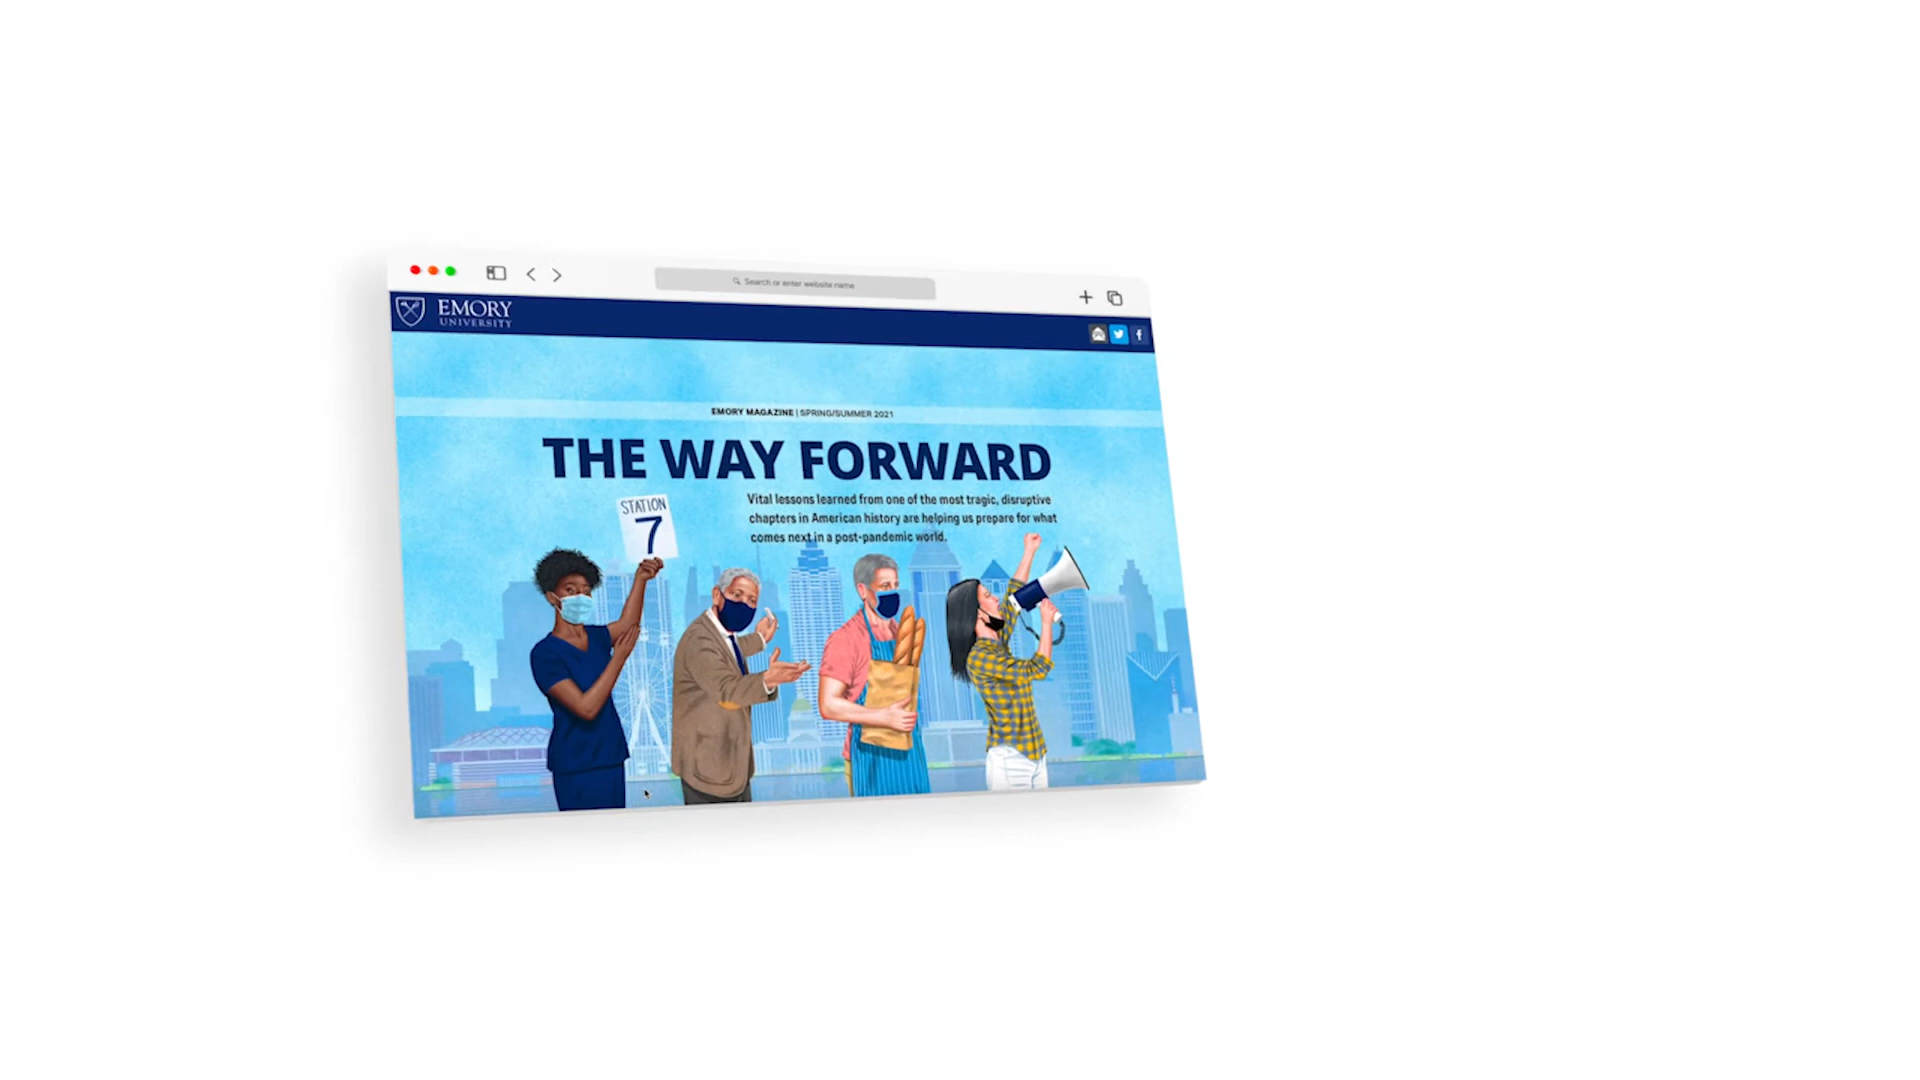 Search or enter website name
EMORY
UNIVERSITY
EMORY MAGAZINE | SPRING/SUMMER 2021
THE WAY FORWARD
Vital lessons learned from one of the most tragic, disruptive
chapters in American history are helping us prepare for what
comes next in a post-pandemic world.
STATION
7